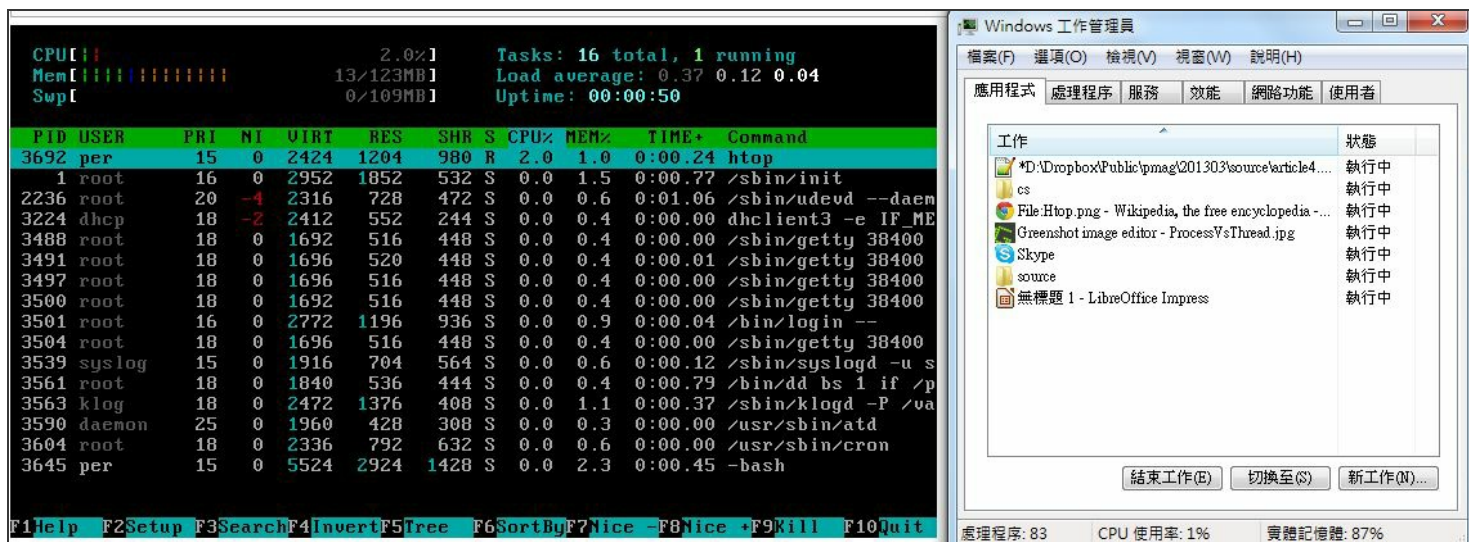 CPU[|| 2.0%]
Mem[||||||||||||| 13/123MB]
Swp[ 0/109MB]
Tasks: 16 total, 1 running
Load average: 0.37 0.12 0.04
Uptime: 00:00:50
PID USER PRI NI VIRT RES SHR S CPU% MEM% TIME+ Command
3692 per 15 0 2424 1204 980 R 2.0 1.0 0:00.24 htop
1 root 16 0 2952 1852 532 S 0.0 1.5 0:00.77 /sbin/init
2236 root 20 -4 2316 728 472 S 0.0 0.6 0:01.06 /sbin/udevd --daem
3224 dhcp 18 -2 2412 552 244 S 0.0 0.4 0:00.00 dhclient3 -e IF_ME
3488 root 18 0 1692 516 448 S 0.0 0.4 0:00.00 /sbin/getty 38400
3491 root 18 0 1696 520 448 S 0.0 0.4 0:00.01 /sbin/getty 38400
3497 root 18 0 1696 516 448 S 0.0 0.4 0:00.00 /sbin/getty 38400
3500 root 18 0 1692 516 448 S 0.0 0.4 0:00.00 /sbin/getty 38400
3501 root 16 0 2772 1196 936 S 0.0 0.9 0:00.04 /bin/login --
3504 root 18 0 1696 516 448 S 0.0 0.4 0:00.00 /sbin/getty 38400
3539 syslog 15 0 1916 704 564 S 0.0 0.6 0:00.12 /sbin/syslogd -u s
3561 root 18 0 1840 536 444 S 0.0 0.4 0:00.79 /bin/dd bs 1 if /p
3563 klog 18 0 2472 1376 408 S 0.0 1.1 0:00.37 /sbin/klogd -P /va
3590 daemon 25 0 1960 428 308 S 0.0 0.3 0:00.00 /usr/sbin/atd
3604 root 18 0 2336 792 632 S 0.0 0.6 0:00.00 /usr/sbin/cron
3645 per 15 0 5524 2924 1428 S 0.0 2.3 0:00.45 -bash
F1Help F2Setup F3SearchF4InvertF5Tree F6SortByF7Nice -F8Nice +F9Kill F10Quit
Windows 工作管理員
檔案(F) 選項(O) 檢視(V) 視窗(W) 說明(H)
應用程式 處理程序 服務 效能 網路功能 使用者
工作 狀態
*D:\Dropbox\Public\pmag\201303\source\article4.... 執行中
cs 執行中
File:Htop.png - Wikipedia, the free encyclopedia -... 執行中
Greenshot image editor - ProcessVsThread.jpg 執行中
Skype 執行中
source 執行中
無標題 1 - LibreOffice Impress 執行中
結束工作(E) 切換至(S) 新工作(N)...
處理程序: 83 CPU 使用率: 1% 實體記憶體: 87%